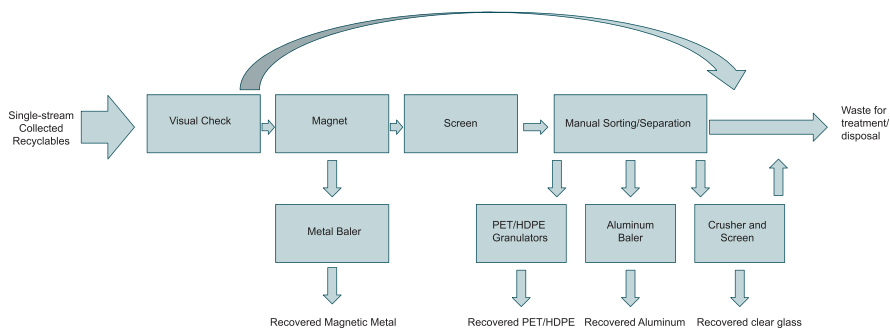 Single-stream
Collected
Recyclables
Visual Check
Magnet
Screen
Manual Sorting/Separation
Waste for
treatment/
disposal
Metal Baler
PET/HDPE
Granulators
Aluminum
Baler
Crusher and
Screen
Recovered Magnetic Metal
Recovered PET/HDPE
Recovered Aluminum
Recovered clear glass